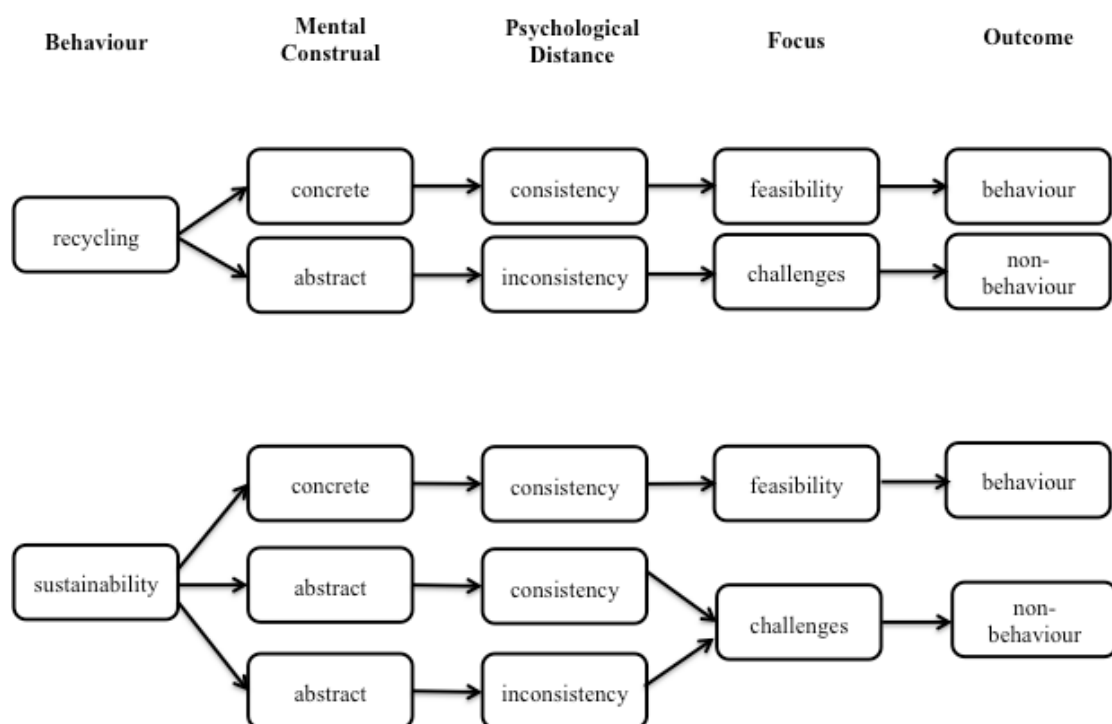 Behaviour
Mental
Construal
Psychological
Distance
Focus
Outcome
concrete
consistency
feasibility
behaviour
recycling
abstract
inconsistency
challenges
non-
behaviour
concrete
consistency
feasibility
behaviour
sustainability
abstract
consistency
challenges
non-
behaviour
abstract
inconsistency